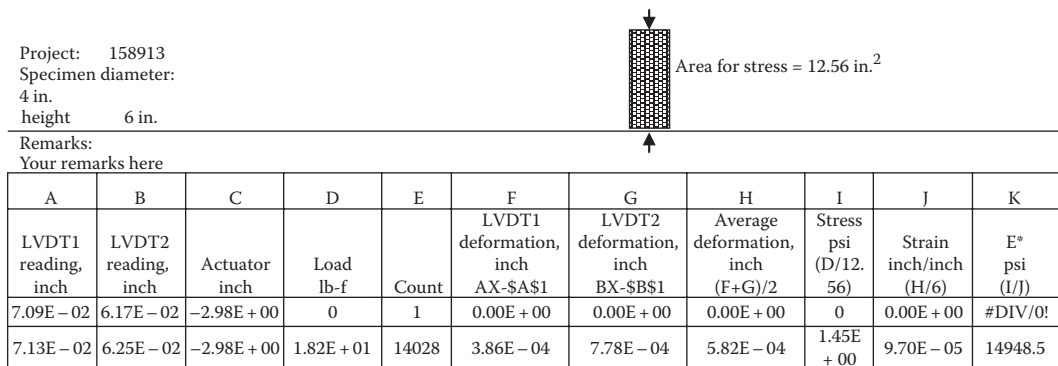 Project: 158913
Specimen diameter:
4 in.
height 6 in.
Area for stress = 12.56 in.²
Remarks:
Your remarks here
A B C D E F G H I J K
LVDT1 reading, inch LVDT2 reading, inch Actuator inch Load lb-f Count LVDT1 deformation, inch AX-$A$1 LVDT2 deformation, inch BX-$B$1 Average deformation, inch (F+G)/2 Stress psi (D/12.56) Strain inch/inch (H/6) E* psi (I/J)
7.09E – 02 6.17E – 02 –2.98E + 00 0 1 0.00E + 00 0.00E + 00 0.00E + 00 0 0.00E + 00 #DIV/0!
7.13E – 02 6.25E – 02 –2.98E + 00 1.82E + 01 14028 3.86E – 04 7.78E – 04 5.82E – 04 1.45E + 00 9.70E – 05 14948.5